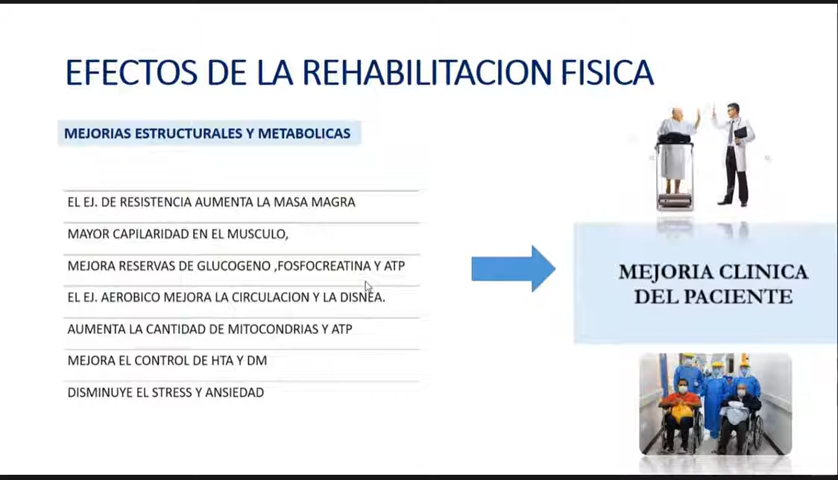 EFECTOS DE LA REHABILITACION FISICA
MEJORIAS ESTRUCTURALES Y METABOLICAS
EL EJ. DE RESISTENCIA AUMENTA LA MASA MAGRA
MAYOR CAPILARIDAD EN EL MUSCULO,
MEJORA RESERVAS DE GLUCOGENO ,FOSFOCREATINA Y ATP
EL EJ. AEROBICO MEJORA LA CIRCULACION Y LA DISNEA.
AUMENTA LA CANTIDAD DE MITOCONDRIAS Y ATP
MEJORA EL CONTROL DE HTA Y DM
DISMINUYE EL STRESS Y ANSIEDAD
MEJORIA CLINICA
DEL PACIENTE